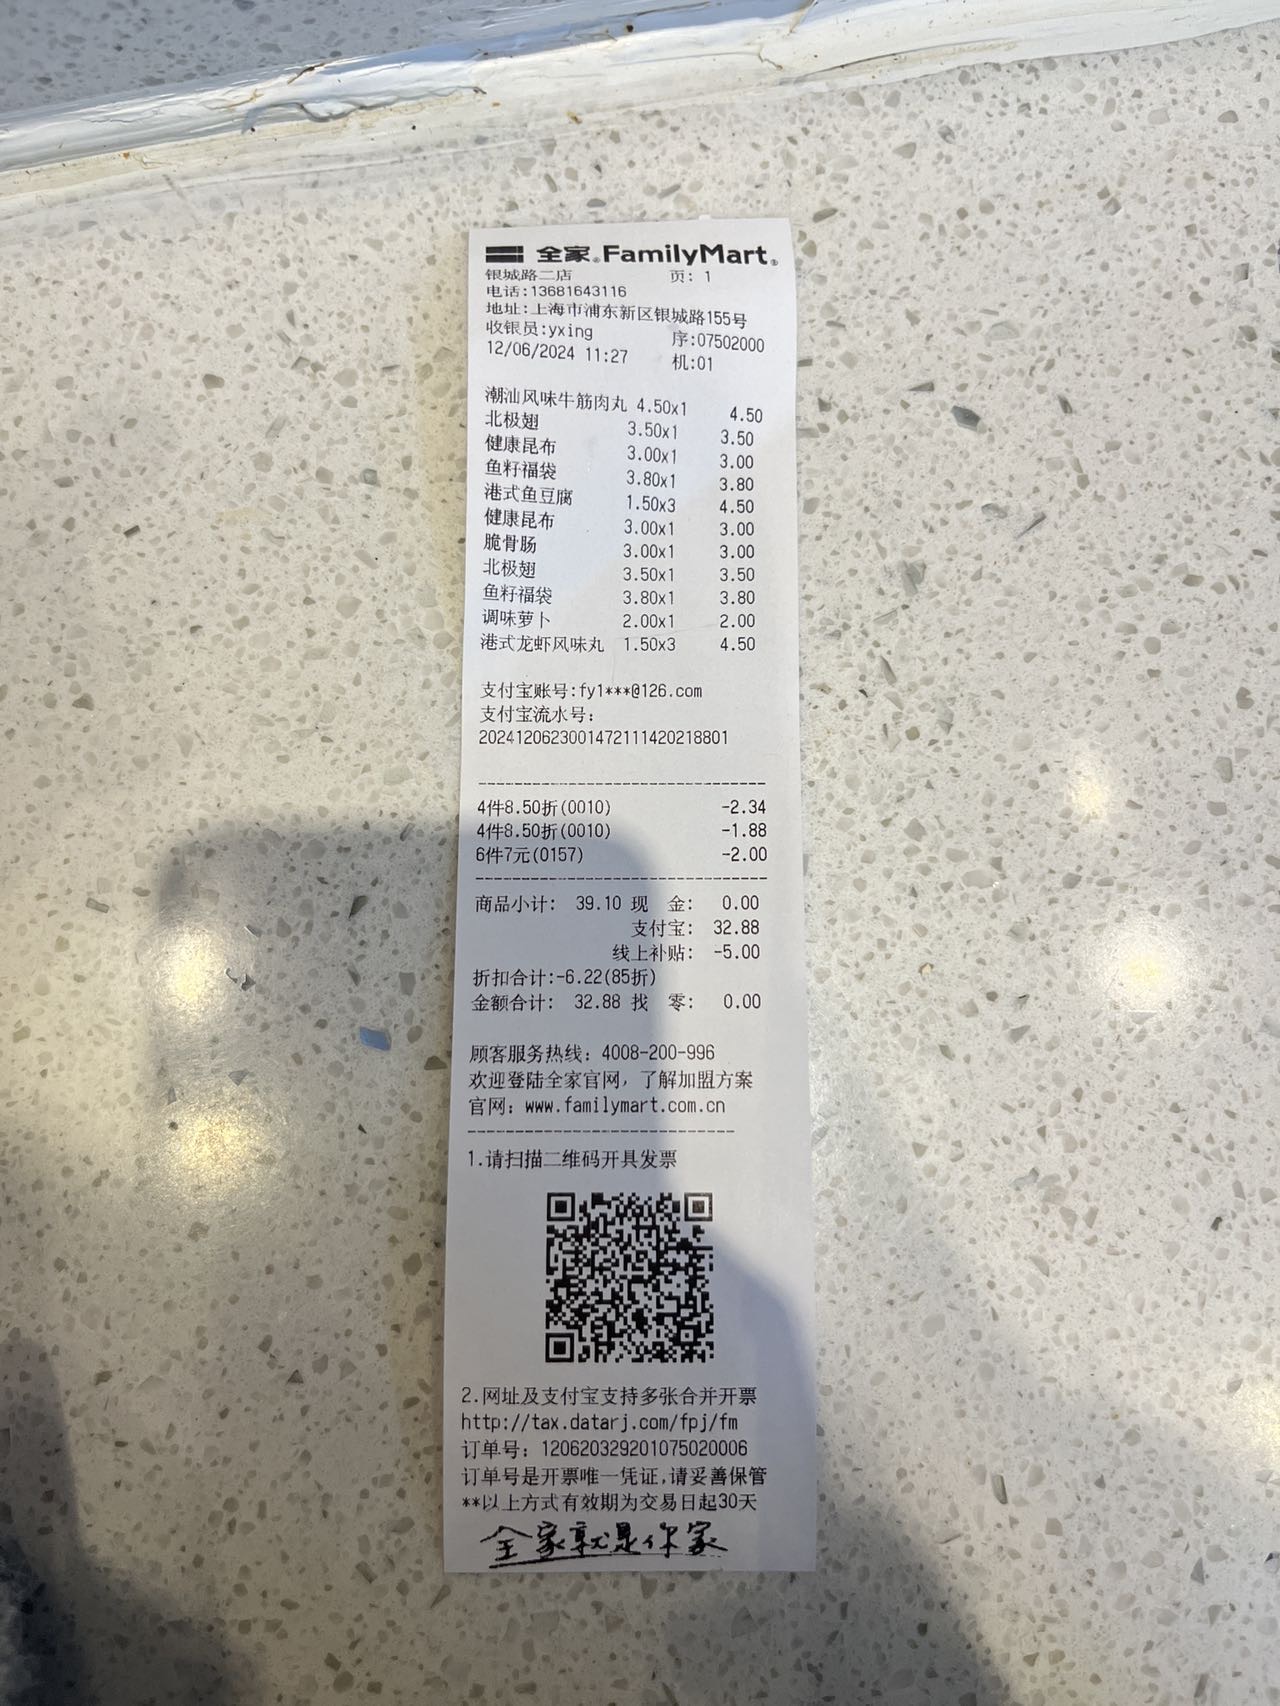 全家®FamilyMart®
银城路二店 页: 1
电话:13681643116
地址:上海市浦东新区银城路155号
收银员:yxing 序:07502000
12/06/2024 11:27 机:01
潮汕风味牛筋肉丸 4.50x1 4.50
北极翅 3.50x1 3.50
健康昆布 3.00x1 3.00
鱼籽福袋 3.80x1 3.80
港式鱼豆腐 1.50x3 4.50
健康昆布 3.00x1 3.00
脆骨肠 3.00x1 3.00
北极翅 3.50x1 3.50
鱼籽福袋 3.80x1 3.80
调味萝卜 2.00x1 2.00
港式龙虾风味丸 1.50x3 4.50
支付宝账号:fy1***@126.com
支付宝流水号:
2024120623001472111420218801
4件8.50折(0010) -2.34
4件8.50折(0010) -1.88
6件7元(0157) -2.00
商品小计: 39.10 现 金: 0.00
支付宝: 32.88
线上补贴: -5.00
折扣合计:-6.22(85折)
金额合计: 32.88 找 零: 0.00
顾客服务热线: 4008-200-996
欢迎登陆全家官网，了解加盟方案
官网: www.familymart.com.cn
1.请扫描二维码开具发票
2.网址及支付宝支持多张合并开票
http://tax.datarj.com/fpj/fm
订单号: 120620329201075020006
订单号是开票唯一凭证,请妥善保管
**以上方式有效期为交易日起30天
全家就是你家